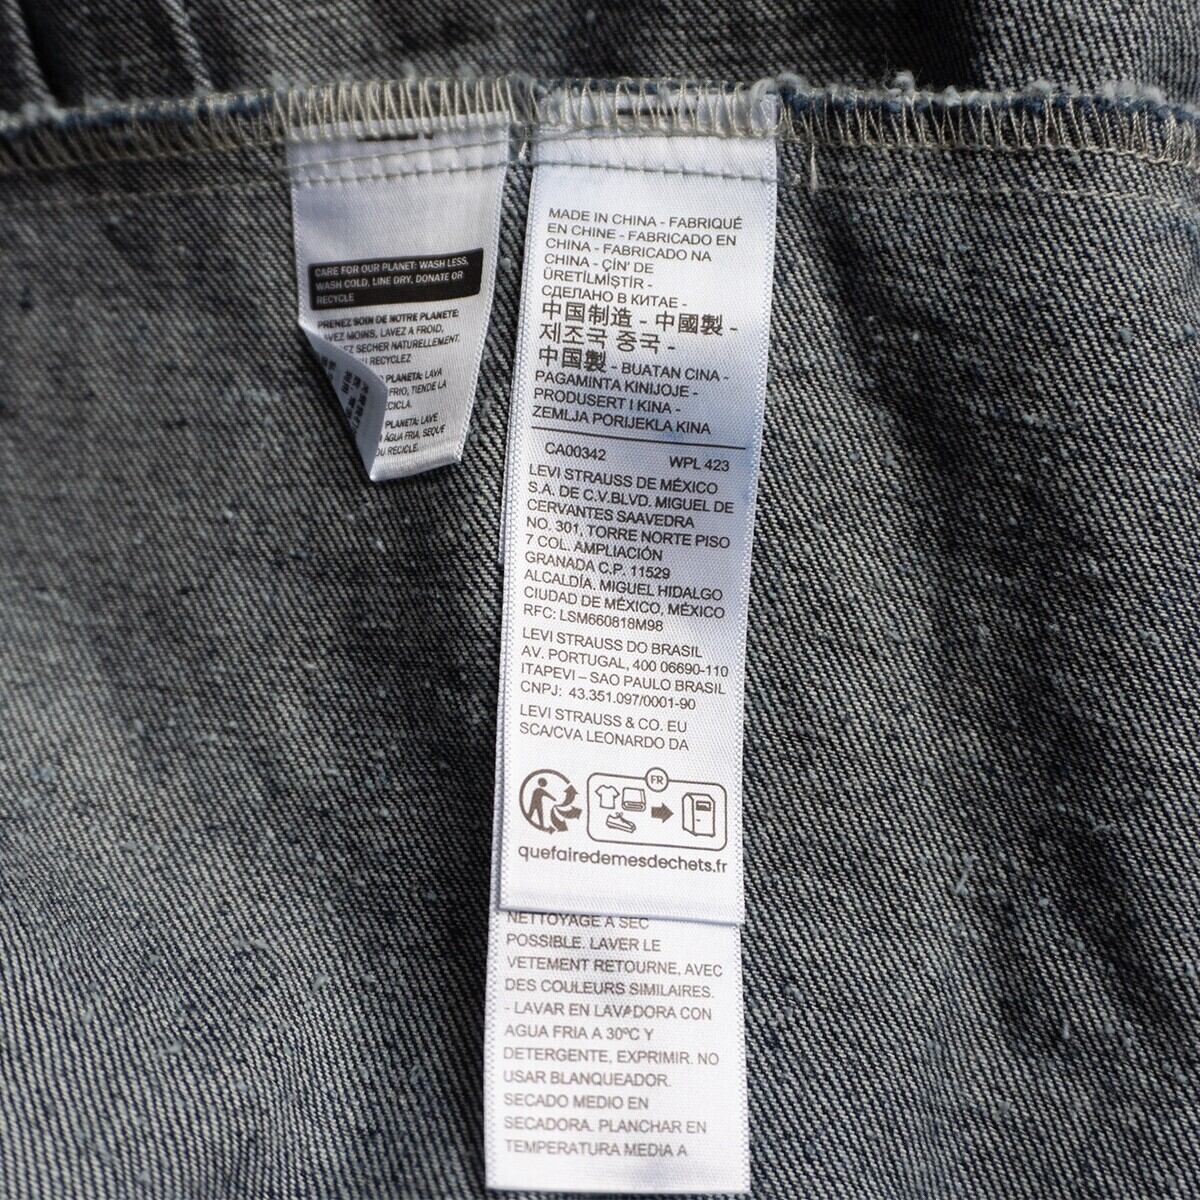 CARE FOR OUR PLANET: WASH LESS,
WASH COLD, LINE DRY, DONATE OR
RECYCLE
PRENEZ SOIN DE NOTRE PLANETE:
AVEZ MOINS, LAVEZ A FROID,
EZ SECHER NATURELLEMENT.
U RECYCLEZ
PLANETA: LAVA
FRIO, TIENDE LA
ECICLA.
PLANETA: LAVE
AGUA FRIA, SEQUE
OU RECICLE.
MADE IN CHINA - FABRIQUÉ
EN CHINE - FABRICADO EN
CHINA - FABRICADO NA
CHINA - ÇİN' DE
ÜRETİLMİŞTİR -
СДЕЛАНО В КИТАЕ -
中国制造 - 中國製 -
제조국 중국 -
中国製 - BUATAN CINA -
PAGAMINTA KINIJOJE -
PRODUSERT I KINA -
ZEMLJA PORIJEKLA KINA
CA00342 WPL 423
LEVI STRAUSS DE MÉXICO
S.A. DE C.V.BLVD. MIGUEL DE
CERVANTES SAAVEDRA
NO. 301, TORRE NORTE PISO
7 COL. AMPLIACIÓN
GRANADA C.P. 11529
ALCALDÍA. MIGUEL HIDALGO
CIUDAD DE MÉXICO, MÉXICO
RFC: LSM660818M98
LEVI STRAUSS DO BRASIL
AV. PORTUGAL, 400 06690-110
ITAPEVI – SAO PAULO BRASIL
CNPJ: 43.351.097/0001-90
LEVI STRAUSS & CO. EU
SCA/CVA LEONARDO DA
FR
quefairedemesdechets.fr
NETTOYAGE A SEC
POSSIBLE. LAVER LE
VETEMENT RETOURNE, AVEC
DES COULEURS SIMILAIRES.
- LAVAR EN LAVADORA CON
AGUA FRIA A 30ºC Y
DETERGENTE, EXPRIMIR. NO
USAR BLANQUEADOR.
SECADO MEDIO EN
SECADORA. PLANCHAR EN
TEMPERATURA MEDIA A